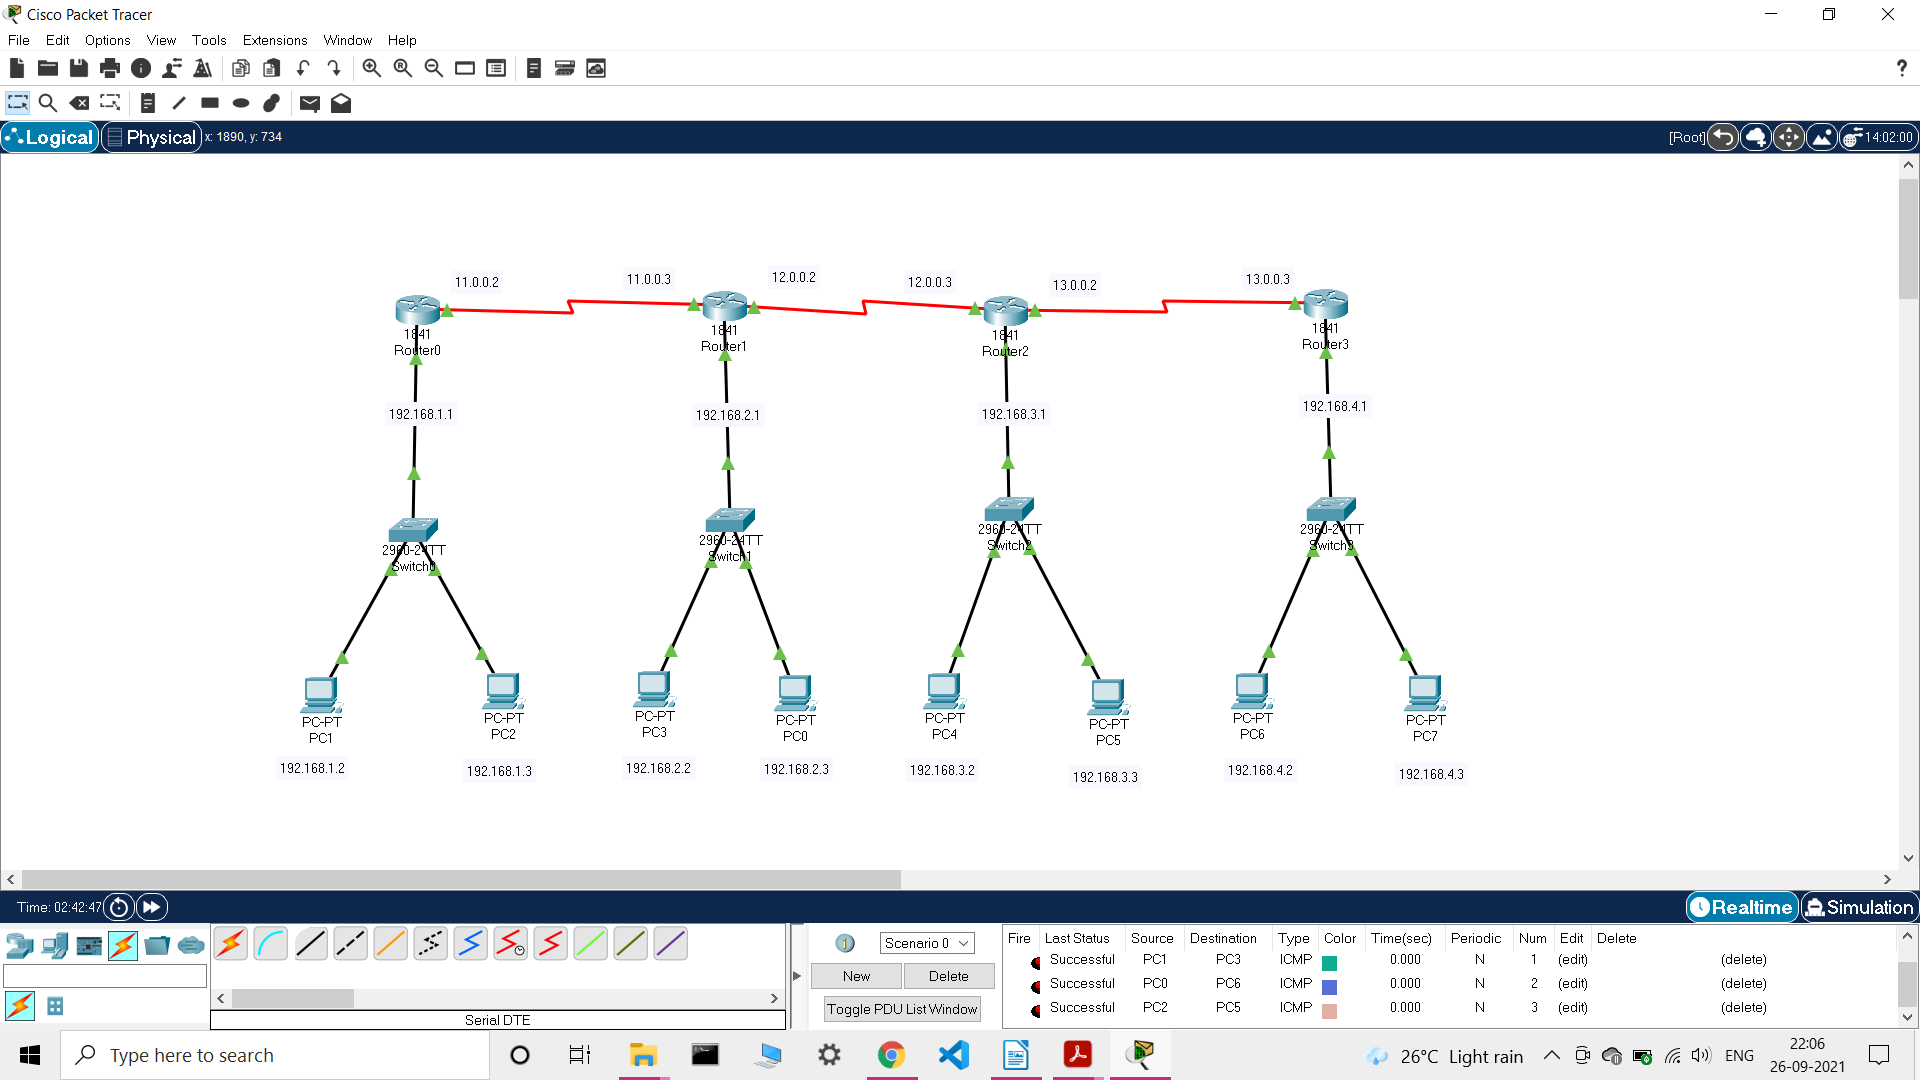 Cisco Packet Tracer
File Edit Options View Tools Extensions Window Help
?
Logical Physical x: 1890, y: 734 [Root] 14:02:00
11.0.0.2 11.0.0.3 12.0.0.2 12.0.0.3 13.0.0.2 13.0.0.3
1841 1841 1841 1841
Router0 Router1 Router2 Router3
192.168.1.1 192.168.2.1 192.168.3.1 192.168.4.1
2960-24TT 2960-24TT 2960-24TT 2960-24TT
Switch0 Switch1 Switch2 Switch3
PC-PT PC-PT PC-PT PC-PT PC-PT PC-PT PC-PT PC-PT
PC1 PC2 PC3 PC0 PC4 PC5 PC6 PC7
192.168.1.2 192.168.1.3 192.168.2.2 192.168.2.3 192.168.3.2 192.168.3.3 192.168.4.2 192.168.4.3
Time: 02:42:47 Realtime Simulation
Scenario 0
New Delete
Toggle PDU List Window
Serial DTE
Fire Last Status Source Destination Type Color Time(sec) Periodic Num Edit Delete
Successful PC1 PC3 ICMP 0.000 N 1 (edit) (delete)
Successful PC0 PC6 ICMP 0.000 N 2 (edit) (delete)
Successful PC2 PC5 ICMP 0.000 N 3 (edit) (delete)
Type here to search
26°C Light rain ENG
22:06
26-09-2021